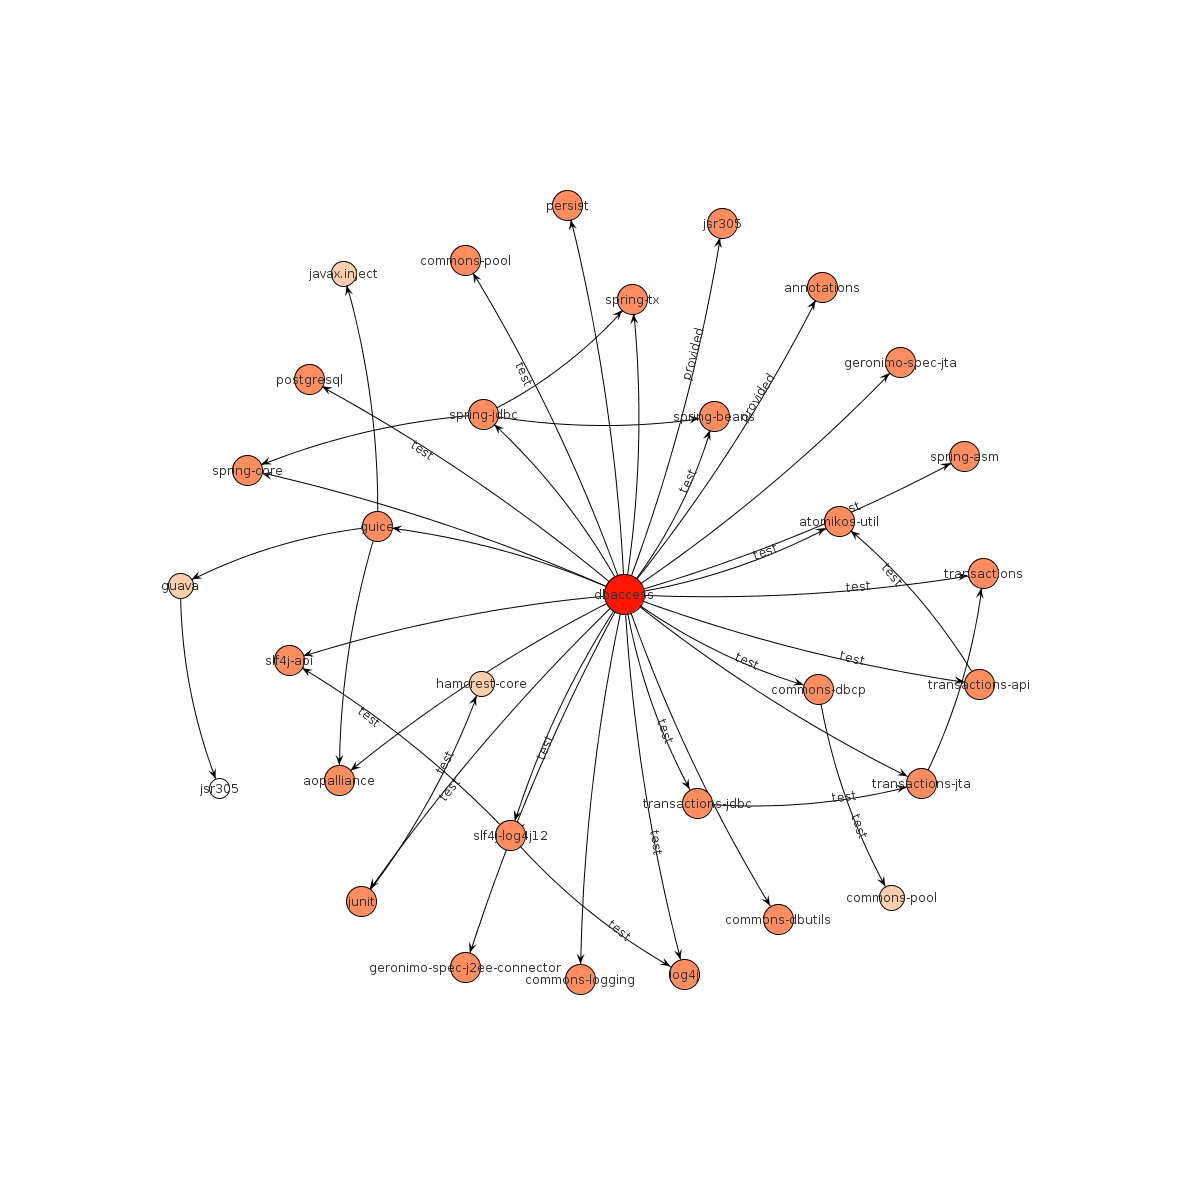 persist
jsr305
commons-pool
javax.inject
annotations
spring-tx
provided
geronimo-spec-jta
test
postgresql
provided
spring-jdbc
spring-beans
test
spring-core
spring-asm
test
st
atomikos-util
guice
test
transactions
test
test
guava
dbaccess
slf4j-api
test
test
hamcrest-core
commons-dbcp
transactions-api
test
test
test
test
aopalliance
test
transactions-jta
jsr305
test
transactions-jdbc
test
slf4j-log4j12
test
junit
commons-pool
commons-dbutils
test
geronimo-spec-j2ee-connector
commons-logging
log4j